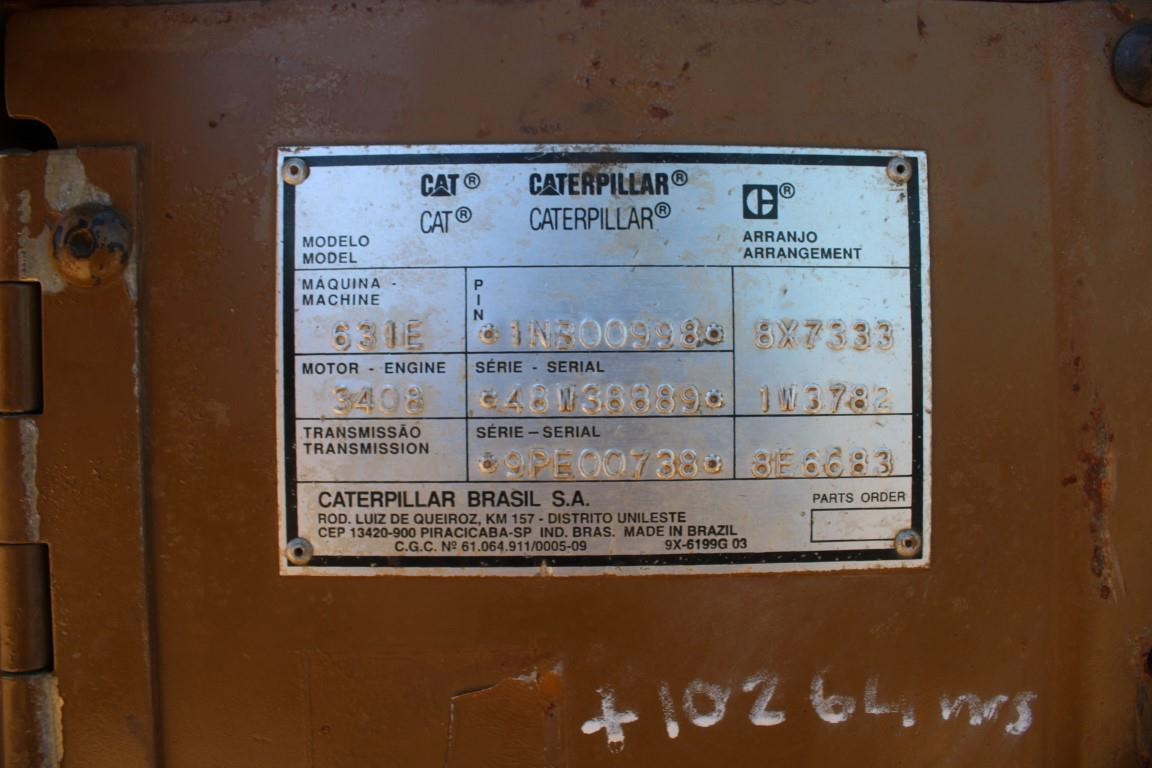 CAT® CATERPILLAR®
CAT® CATERPILLAR®
MODELO
MODEL
ARRANJO
ARRANGEMENT
MÁQUINA -
MACHINE
PIN
631E *1NB00998* 8X7333
MOTOR - ENGINE SÉRIE - SERIAL
3408 *48W38889* 1W3782
TRANSMISSÃO
TRANSMISSION
SÉRIE – SERIAL
*9PE00738* 8E6683
CATERPILLAR BRASIL S.A.
PARTS ORDER
ROD. LUIZ DE QUEIROZ, KM 157 - DISTRITO UNILESTE
CEP 13420-900 PIRACICABA-SP IND. BRAS. MADE IN BRAZIL
C.G.C. Nº 61.064.911/0005-09 9X-6199G 03
+10264